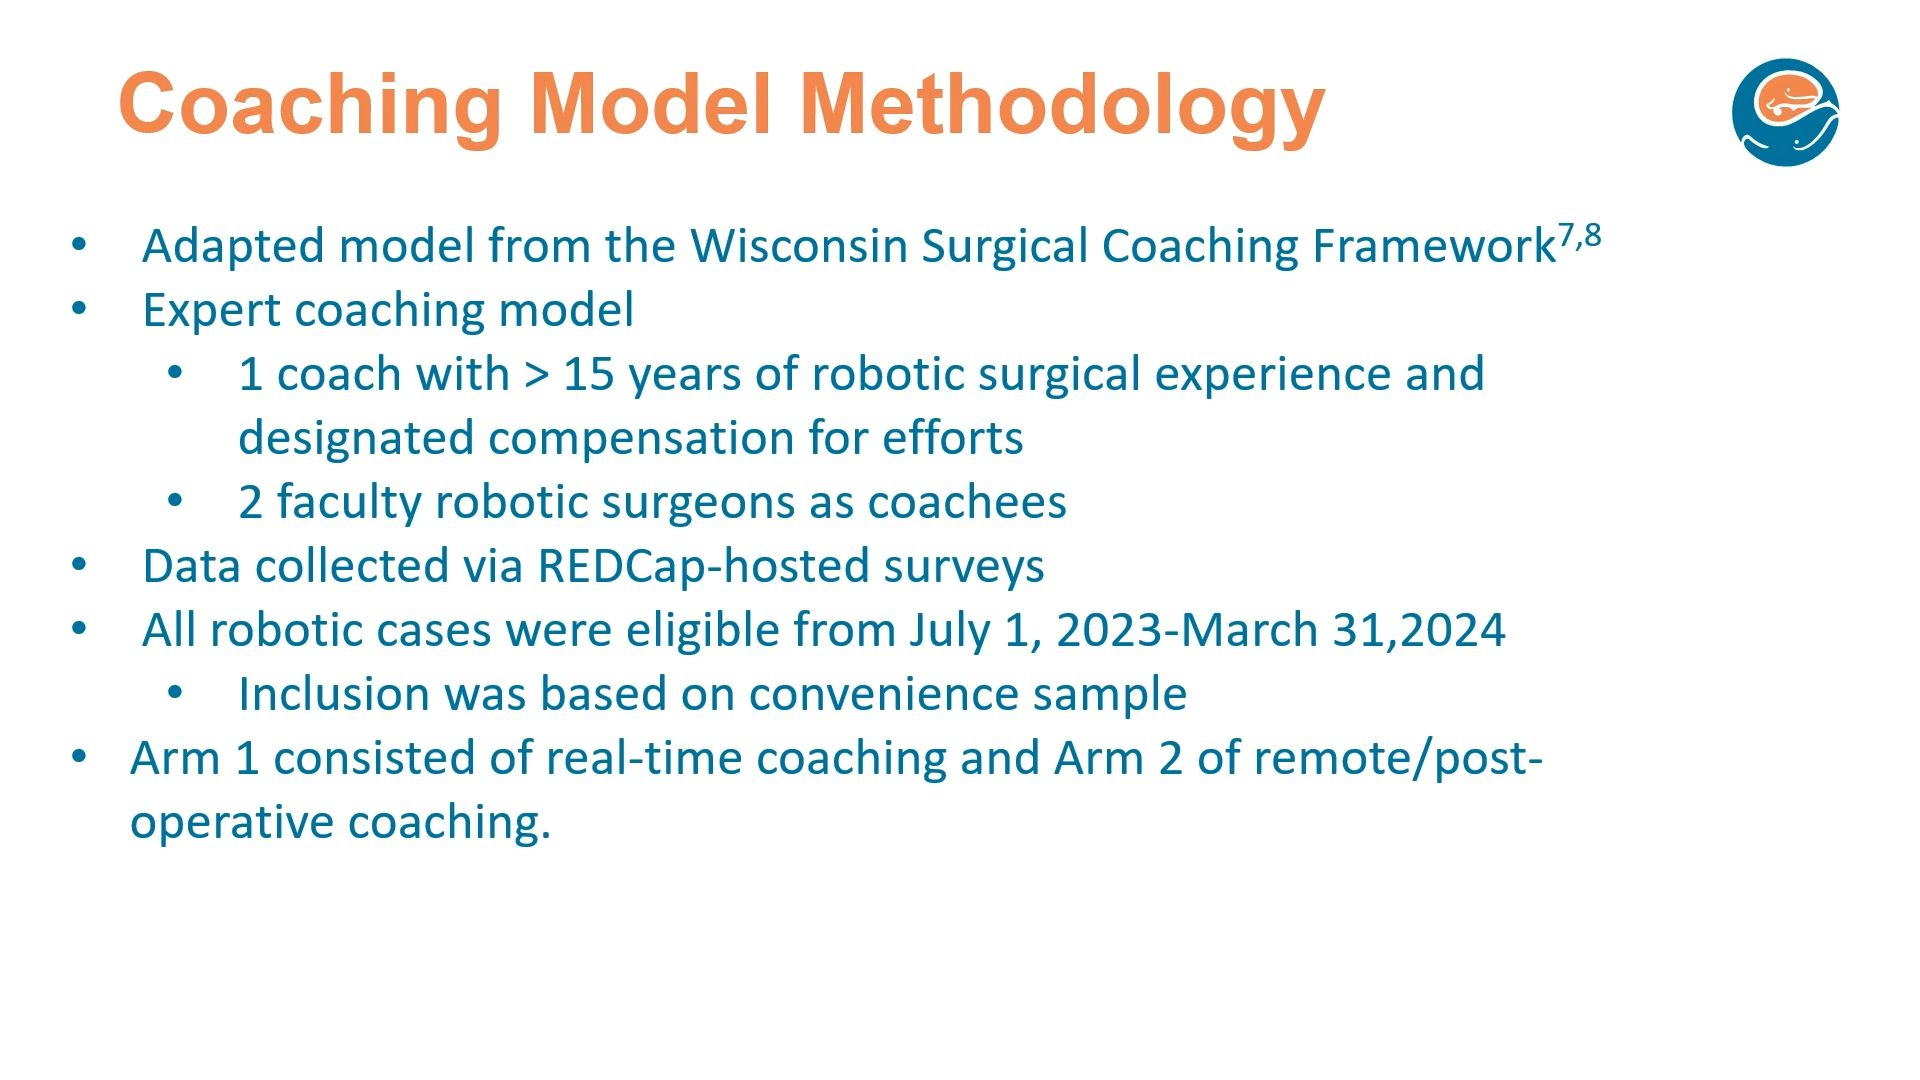 Coaching Model Methodology
• Adapted model from the Wisconsin Surgical Coaching Framework7,8
• Expert coaching model
• 1 coach with > 15 years of robotic surgical experience and
designated compensation for efforts
• 2 faculty robotic surgeons as coachees
• Data collected via REDCap-hosted surveys
• All robotic cases were eligible from July 1, 2023-March 31,2024
• Inclusion was based on convenience sample
• Arm 1 consisted of real-time coaching and Arm 2 of remote/post-
operative coaching.